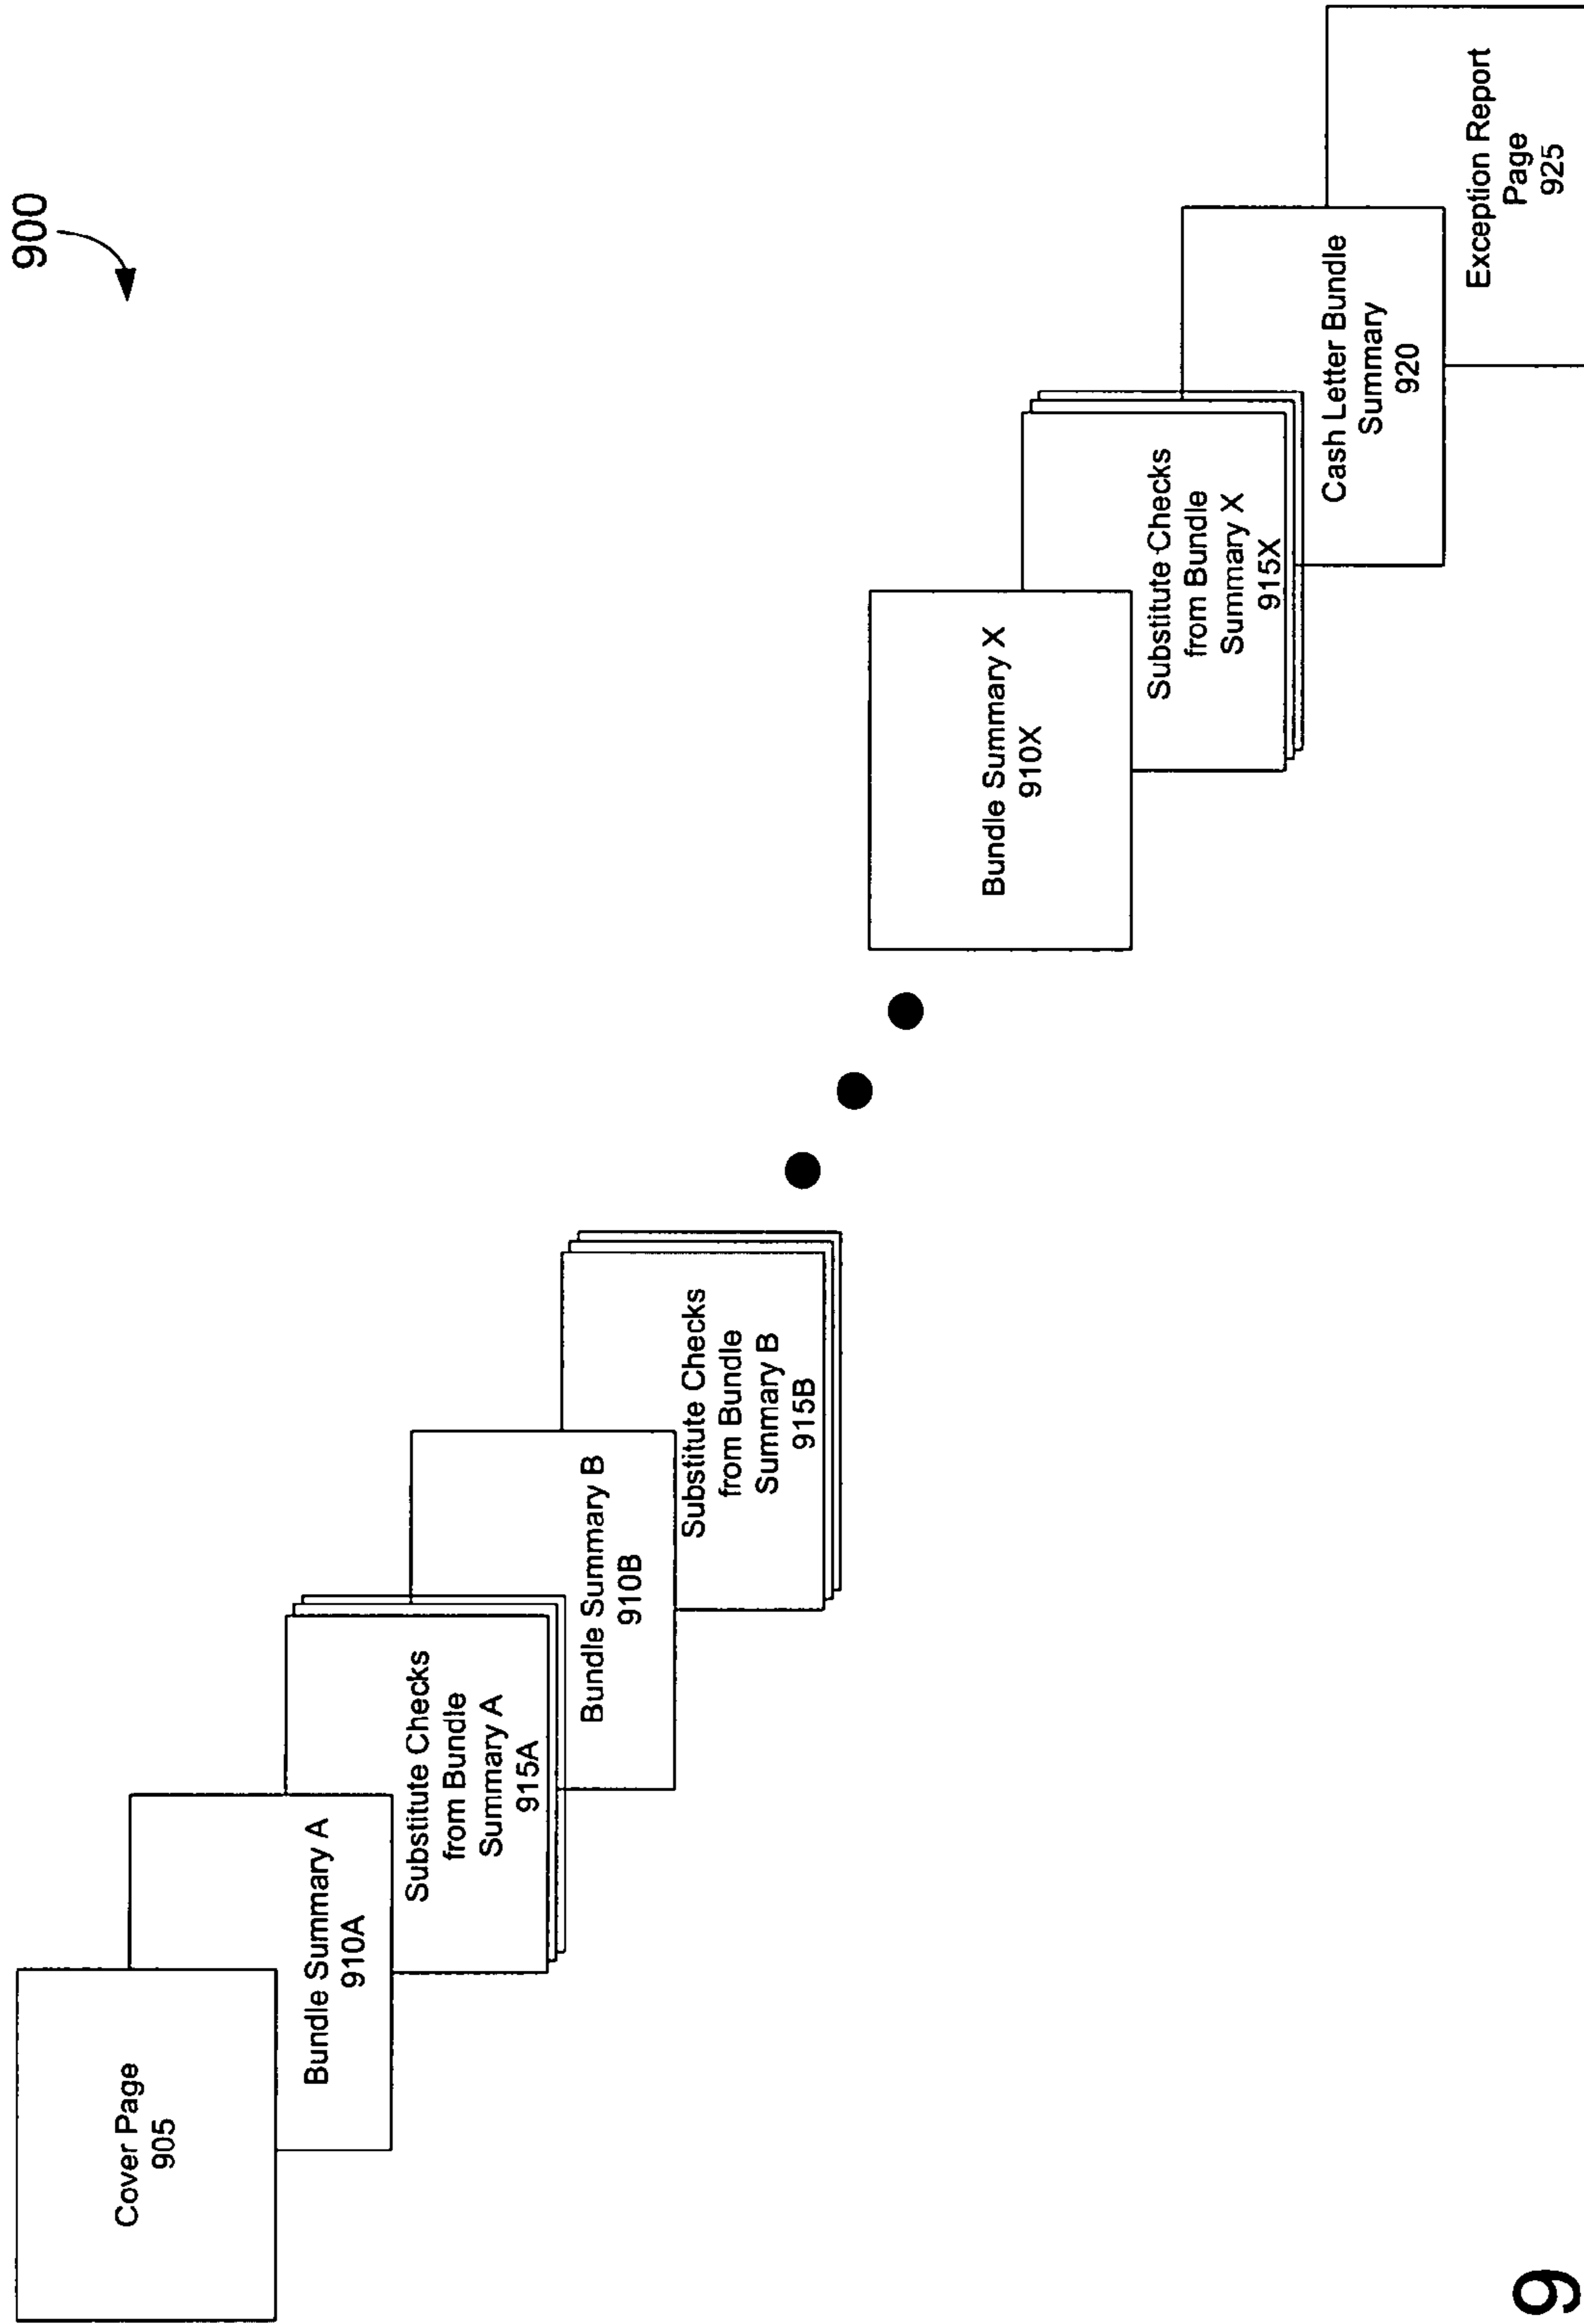 900
Cover Page
905
Bundle Summary A
910A
Substitute Checks
from Bundle
Summary A
915A
Bundle Summary B
910B
Substitute Checks
from Bundle
Summary B
915B
Bundle Summary X
910X
Substitute Checks
from Bundle
Summary X
915X
Cash Letter Bundle
Summary
920
Exception Report
Page
925
9